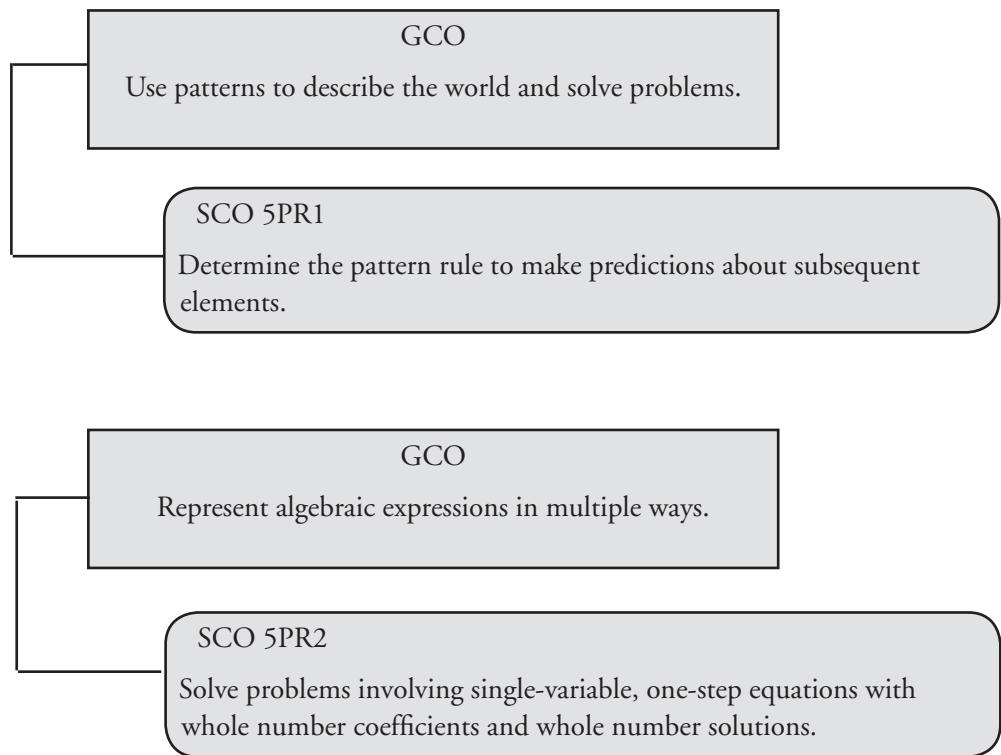 GCO
Use patterns to describe the world and solve problems.
SCO 5PR1
Determine the pattern rule to make predictions about subsequent
elements.
GCO
Represent algebraic expressions in multiple ways.
SCO 5PR2
Solve problems involving single-variable, one-step equations with
whole number coefficients and whole number solutions.